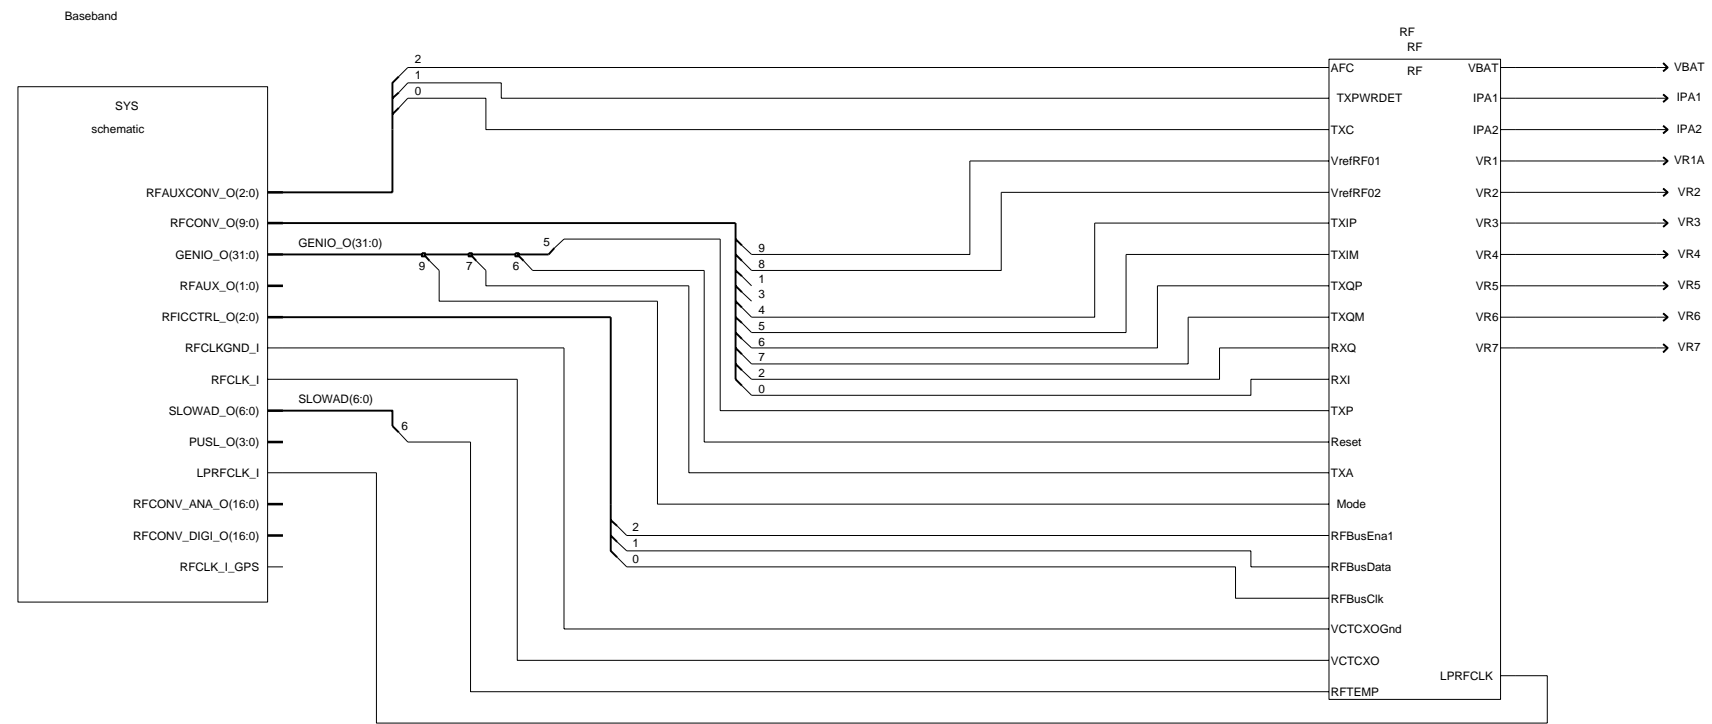 Baseband
RF
RF
RF
SYS
schematic
RFAUXCONV_O(2:0)
RFCONV_O(9:0)
GENIO_O(31:0)
RFAUX_O(1:0)
RFICCTRL_O(2:0)
RFCLKGND_I
RFCLK_I
SLOWAD_O(6:0)
PUSL_O(3:0)
LPRFCLK_I
RFCONV_ANA_O(16:0)
RFCONV_DIGI_O(16:0)
RFCLK_I_GPS
2
1
0
GENIO_O(31:0)
9
7
6
5
SLOWAD(6:0)
6
9
8
1
3
4
5
6
7
2
0
2
1
0
AFC
TXPWRDET
TXC
VrefRF01
VrefRF02
TXIP
TXIM
TXQP
TXQM
RXQ
RXI
TXP
Reset
TXA
Mode
RFBusEna1
RFBusData
RFBusClk
VCTCXOGnd
VCTCXO
RFTEMP
VBAT
IPA1
IPA2
VR1
VR2
VR3
VR4
VR5
VR6
VR7
LPRFCLK
VBAT
IPA1
IPA2
VR1A
VR2
VR3
VR4
VR5
VR6
VR7